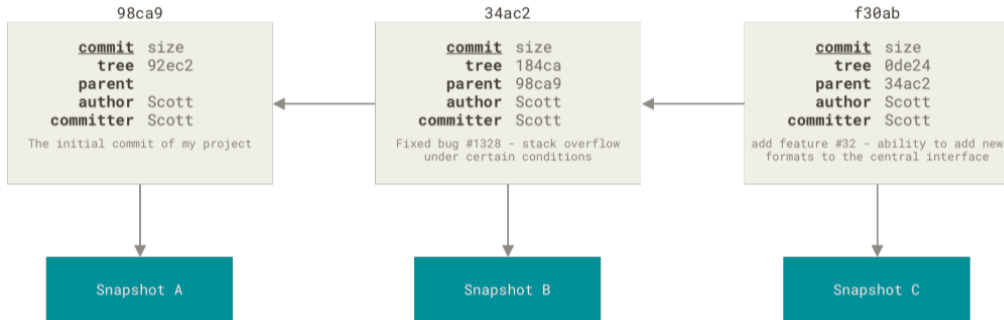 98ca9
commit size
tree 92ec2
parent
author Scott
committer Scott
The initial commit of my project
Snapshot A
34ac2
commit size
tree 184ca
parent 98ca9
author Scott
committer Scott
Fixed bug #1328 - stack overflow
under certain conditions
Snapshot B
f30ab
commit size
tree 0de24
parent 34ac2
author Scott
committer Scott
add feature #32 - ability to add new
formats to the central interface
Snapshot C